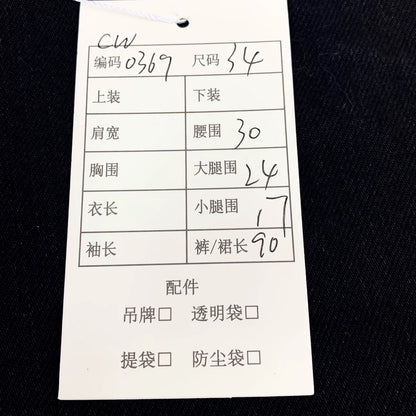 CW
编码 0369 尺码 34
上装 下装
肩宽 腰围 30
胸围 大腿围 24
衣长 小腿围 17
袖长 裤/裙长 90
配件
吊牌□ 透明袋□
提袋□ 防尘袋□